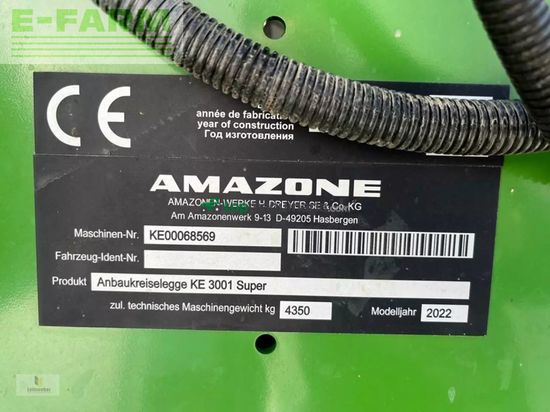 E-FARM
CE
année de fabrication
year of construction
Год изготовления
AMAZONE
AMAZONEN-WERKE H. DREYER SE & Co. KG
Am Amazonenwerk 9-13 D-49205 Hasbergen
Maschinen-Nr. KE00068569
Fahrzeug-Ident-Nr.
Produkt Anbaukreiselegge KE 3001 Super
zul. technisches Maschinengewicht kg 4350 Modelljahr 2022